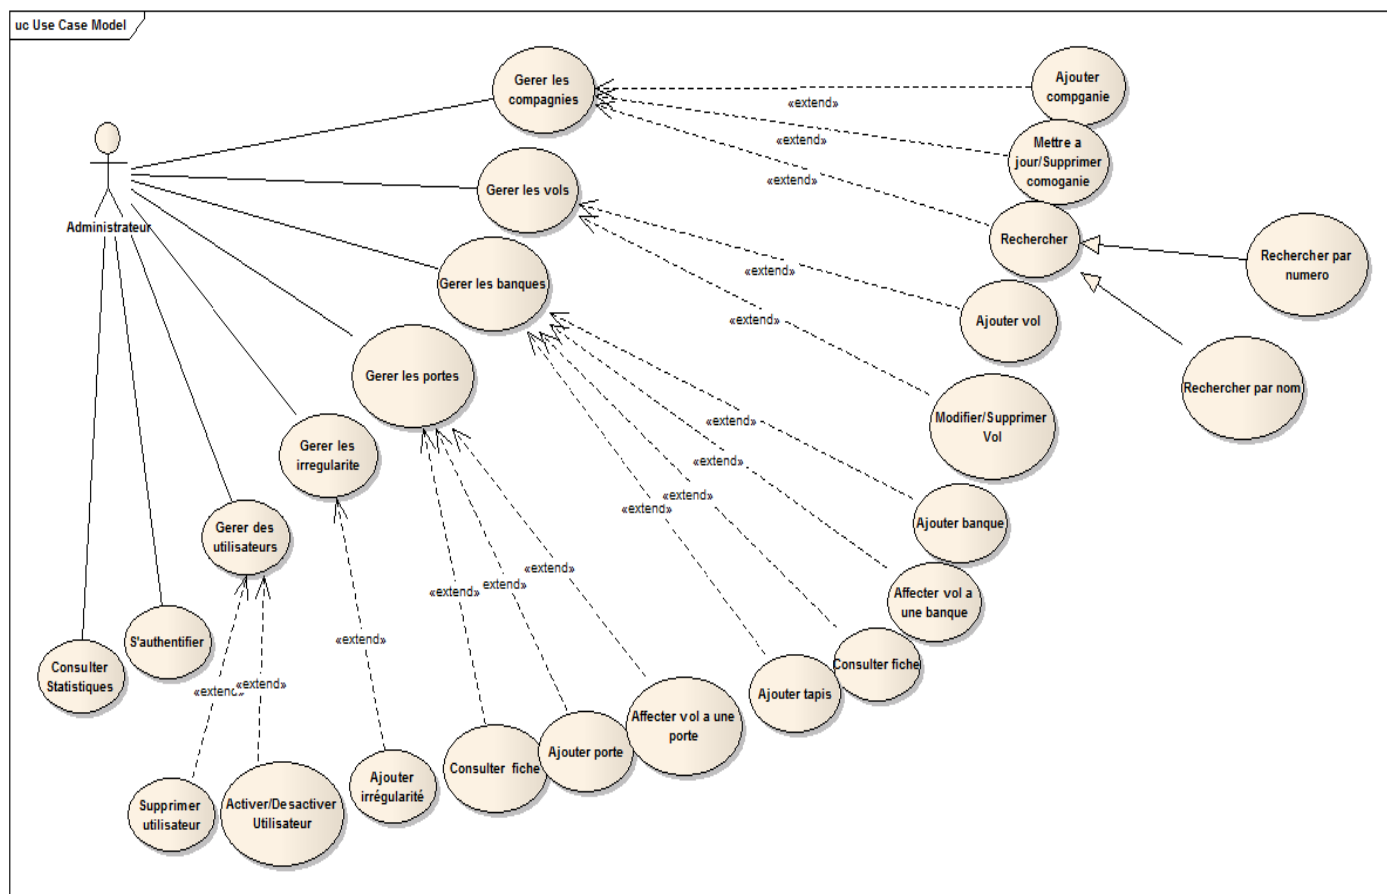 uc Use Case Model
Gerer les
compagnies
Ajouter
compganie
«extend»
Mettre a
jour/Supprimer
comoganie
«extend»
Gerer les vols
«extend»
Administrateur
Rechercher
Rechercher par
numero
«extend»
Gerer les banques
Ajouter vol
«extend»
Gerer les portes
Rechercher par nom
Modifier/Supprimer
Vol
«extend»
Gerer les
irregularite
«extend»
«extend»
«extend»
Ajouter banque
Gerer des
utilisateurs
«extend»
«extend»
«extend»
Affecter vol a
une banque
S'authentifier
«extend»
Consulter
Statistiques
Consulter fiche
«extend»
«extend»
Ajouter tapis
Affecter vol a une
porte
Ajouter porte
Consulter fiche
Ajouter
irrégularité
Supprimer
utilisateur
Activer/Desactiver
Utilisateur